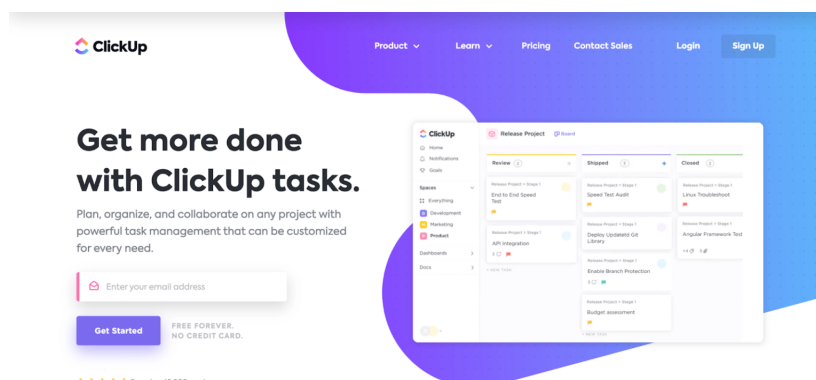 ClickUp
Product
Learn
Pricing
Contact Sales
Login
Sign Up
Get more done
with ClickUp tasks.
Plan, organize, and collaborate on any project with
powerful task management that can be customized
for every need.
Enter your email address
Get Started
FREE FOREVER.
NO CREDIT CARD.
ClickUp
Home
Notifications
Goals
Spaces
Everything
Development
Marketing
Product
Dashboards
Docs
Release Project
Board
Review
Release Project > Stage 1
End to End Speed
Test
Release Project > Stage 1
API Integration
+ NEW TASK
Shipped
Release Project > Stage 1
Speed Test Audit
Release Project > Stage 1
Deploy Updateld Git
Library
Release Project > Stage 1
Enable Branch Protection
Release Project > Stage 1
Budget assessment
+ NEW TASK
Closed
Release Project > Stage 1
Linux Troubleshoot
Release Project > Stage 1
Angular Framework Test